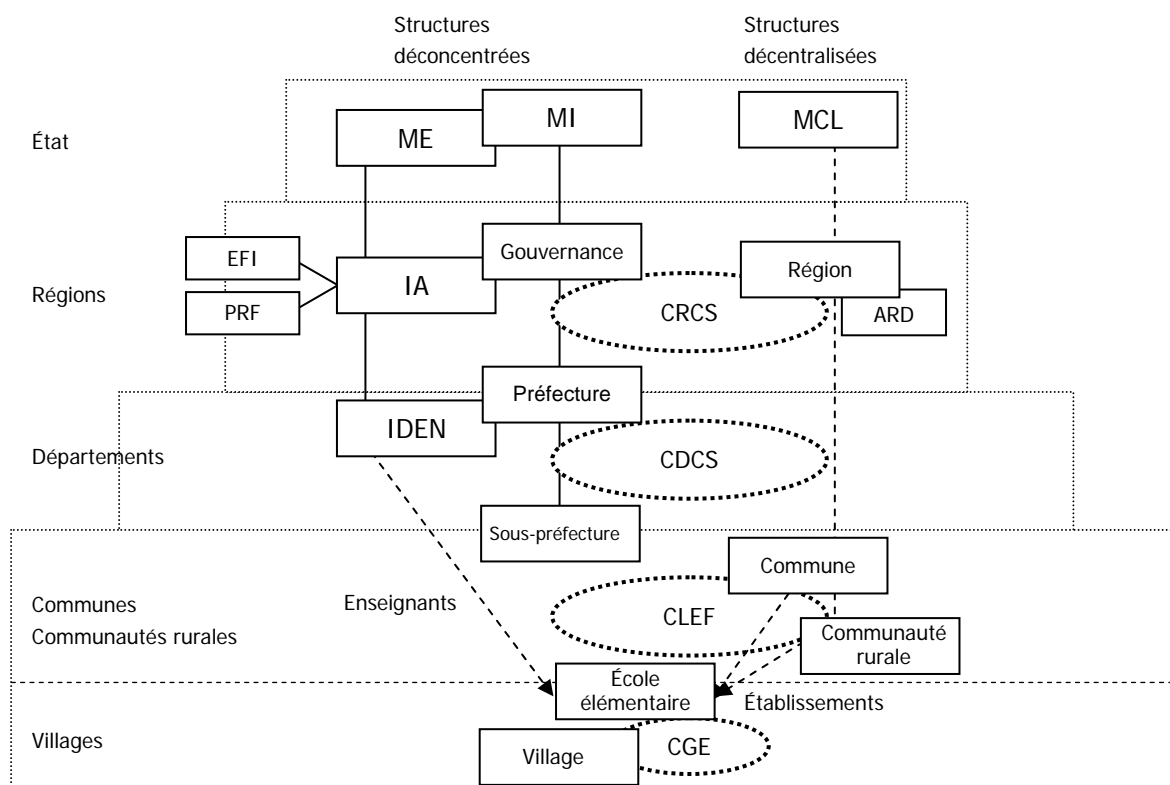 Structures
déconcentrées
Structures
décentralisées
État
ME
MI
MCL
Régions
EFI
PRF
IA
Gouvernance
CRCS
Région
ARD
Départements
IDEN
Préfecture
CDCS
Sous-préfecture
Communes
Communautés rurales
Enseignants
CLEF
Commune
Communauté
rurale
École
élémentaire
Établissements
Villages
Village
CGE